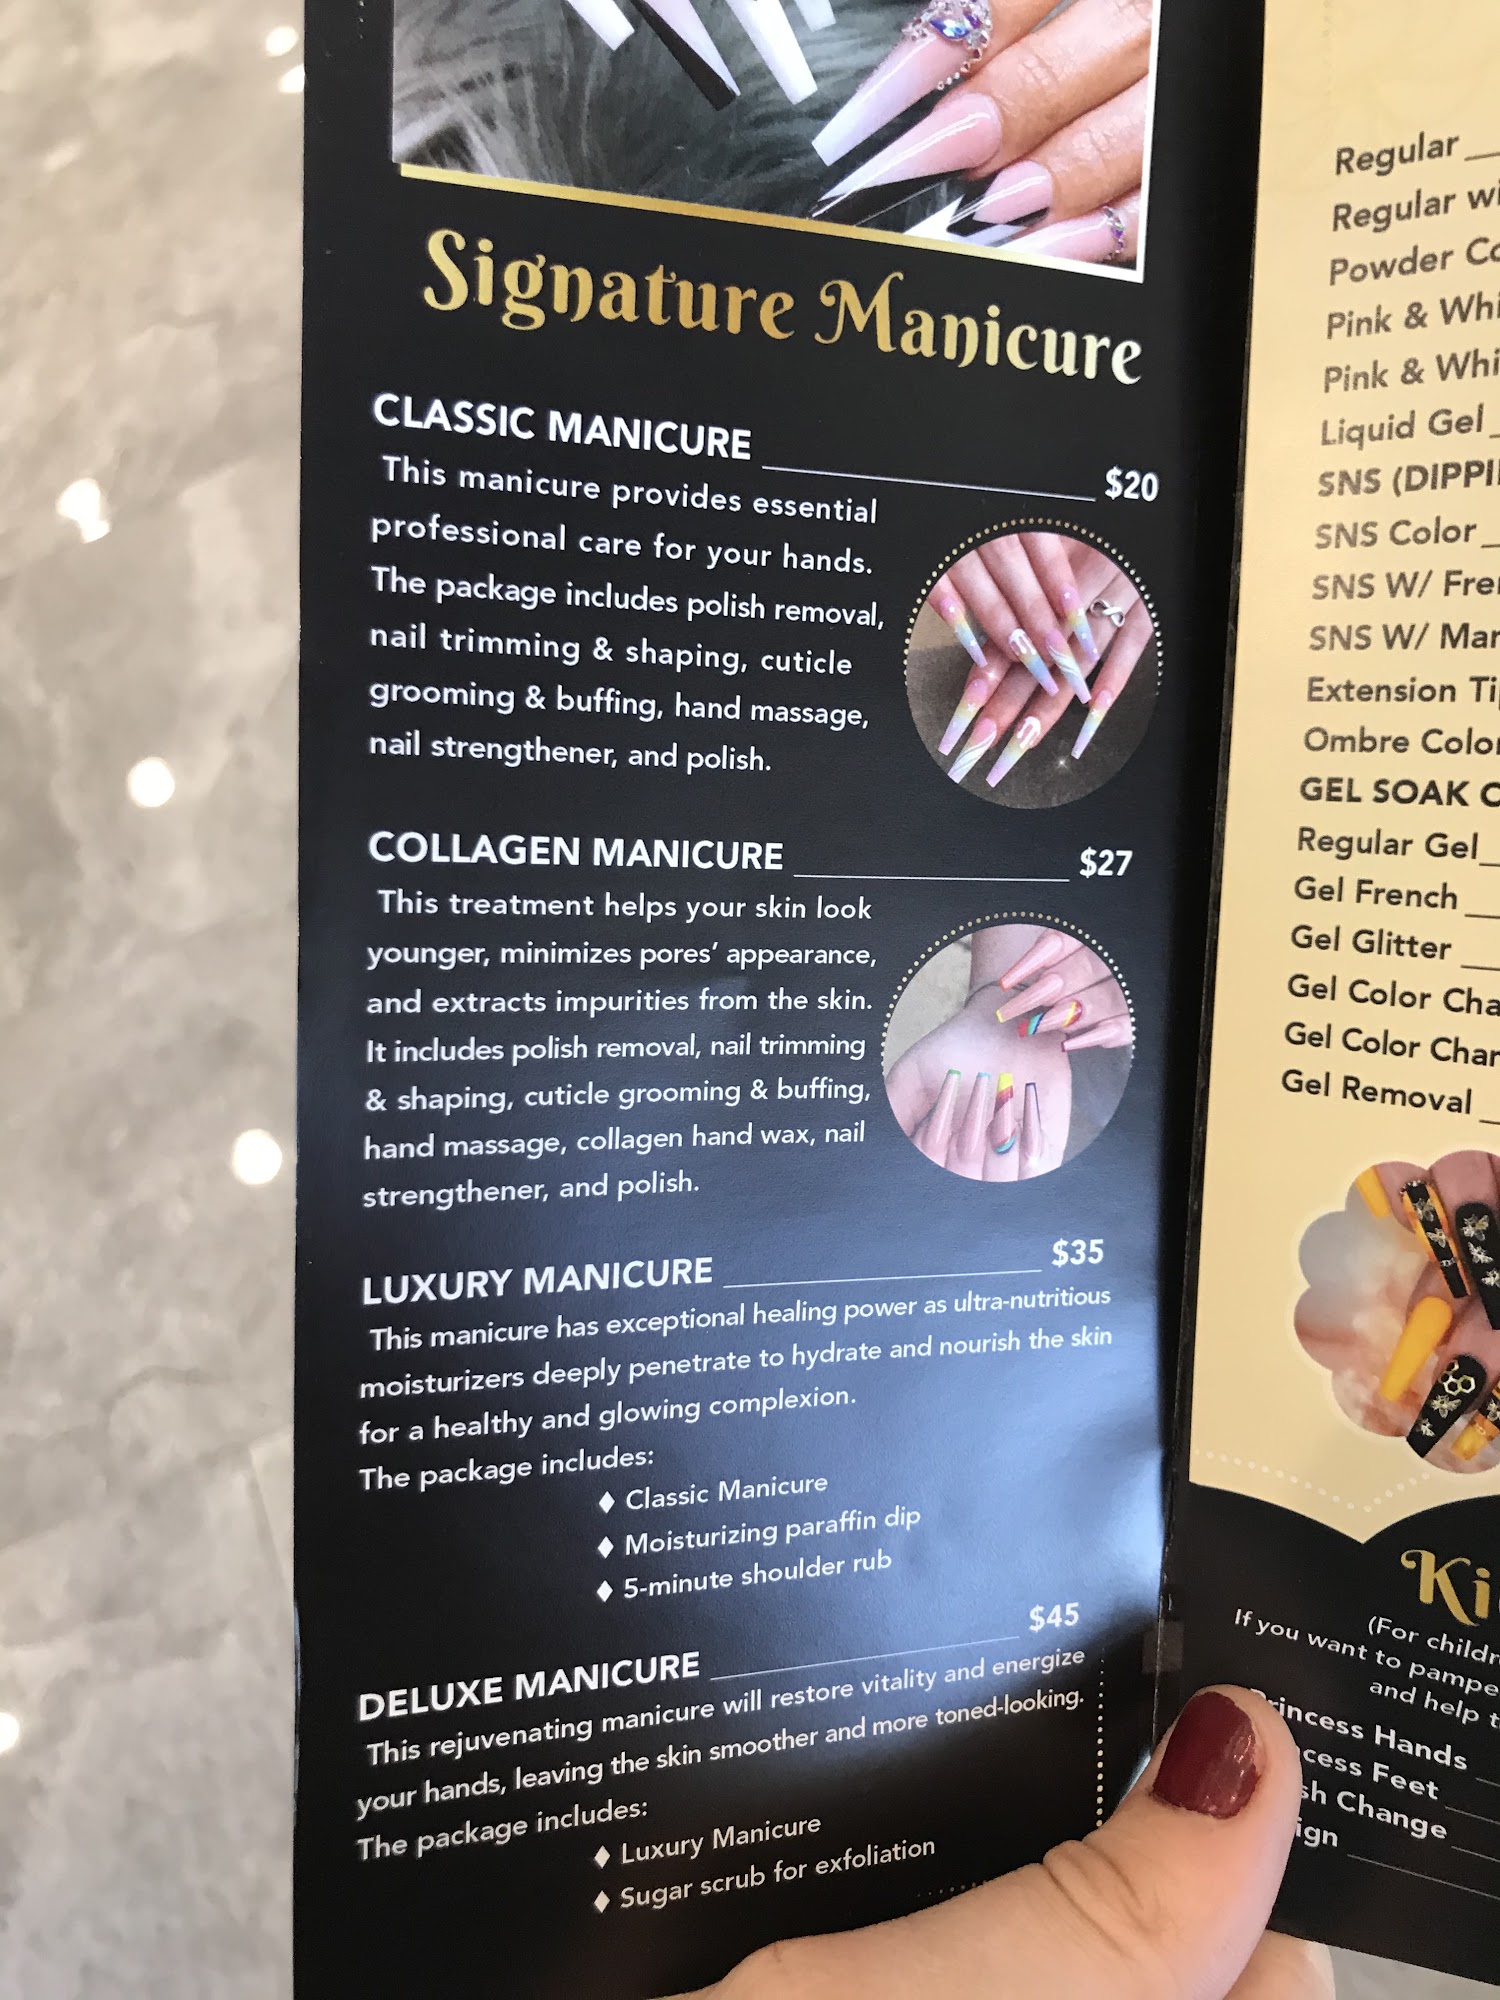 Signature Manicure
CLASSIC MANICURE $20
This manicure provides essential
professional care for your hands.
The package includes polish removal,
nail trimming & shaping, cuticle
grooming & buffing, hand massage,
nail strengthener, and polish.
COLLAGEN MANICURE $27
This treatment helps your skin look
younger, minimizes pores' appearance,
and extracts impurities from the skin.
It includes polish removal, nail trimming
& shaping, cuticle grooming & buffing,
hand massage, collagen hand wax, nail
strengthener, and polish.
LUXURY MANICURE $35
This manicure has exceptional healing power as ultra-nutritious
moisturizers deeply penetrate to hydrate and nourish the skin
for a healthy and glowing complexion.
The package includes:
♦ Classic Manicure
♦ Moisturizing paraffin dip
♦ 5-minute shoulder rub
DELUXE MANICURE $45
This rejuvenating manicure will restore vitality and energize
your hands, leaving the skin smoother and more toned-looking.
The package includes:
♦ Luxury Manicure
♦ Sugar scrub for exfoliation
Regular
Regular
Powder
Pink &
Pink &
Liquid Gel
SNS
SNS Color
SNS W/
SNS W/
Extension
Ombre
GEL SOAK
Regular Gel
Gel French
Gel Glitter
Gel Color
Gel Color
Gel Removal
(For
If you want to
and help
Princess Hands
Feet
Change